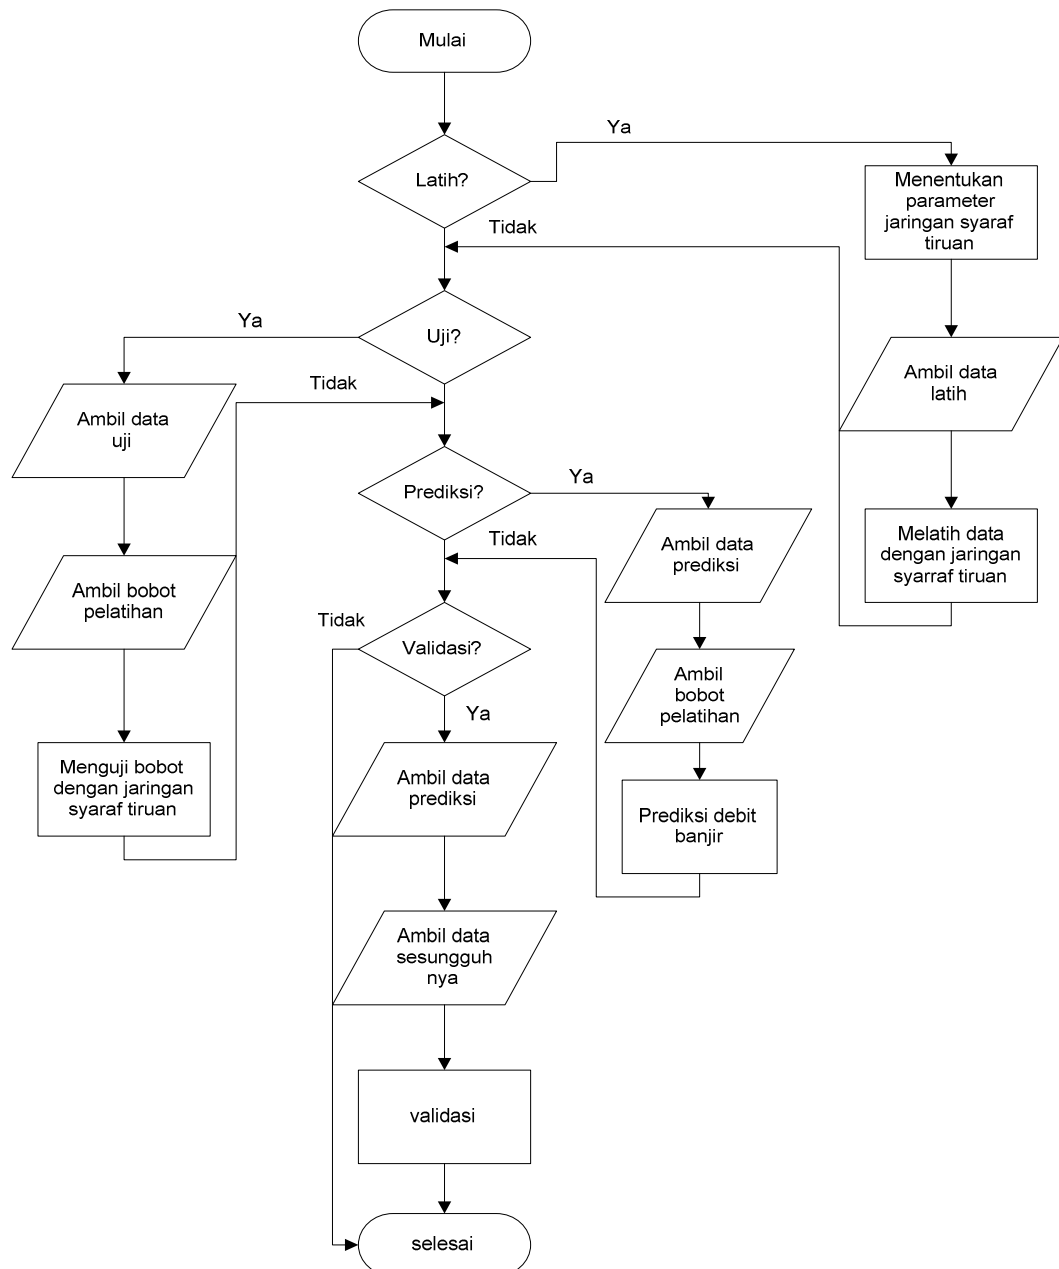 Mulai
Ya
Latih?
Menentukan
parameter
jaringan syaraf
tiruan
Tidak
Ya
Uji?
Tidak
Ambil data
latih
Ambil data
uji
Prediksi?
Ya
Tidak
Ambil data
prediksi
Melatih data
dengan jaringan
syarraf tiruan
Ambil bobot
pelatihan
Tidak
Validasi?
Ambil
bobot
pelatihan
Ya
Menguji bobot
dengan jaringan
syaraf tiruan
Ambil data
prediksi
Prediksi debit
banjir
Ambil data
sesungguh
nya
validasi
selesai